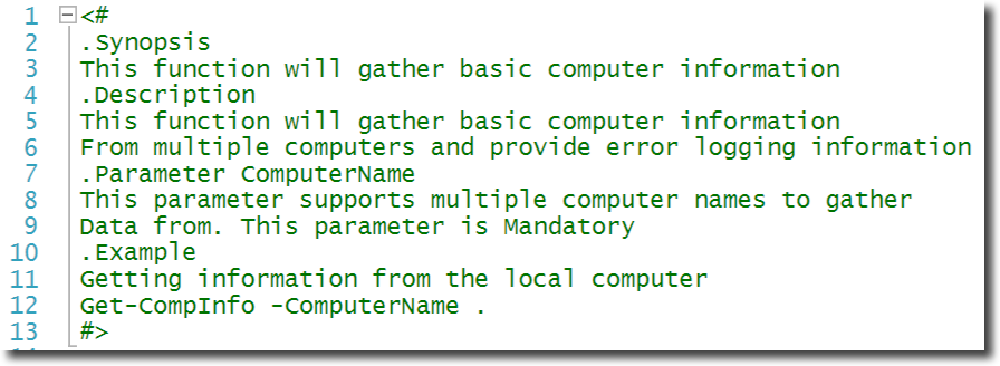 1 <#
2 .Synopsis
3 This function will gather basic computer information
4 .Description
5 This function will gather basic computer information
6 From multiple computers and provide error logging information
7 .Parameter ComputerName
8 This parameter supports multiple computer names to gather
9 Data from. This parameter is Mandatory
10 .Example
11 Getting information from the local computer
12 Get-CompInfo -ComputerName .
13 #>